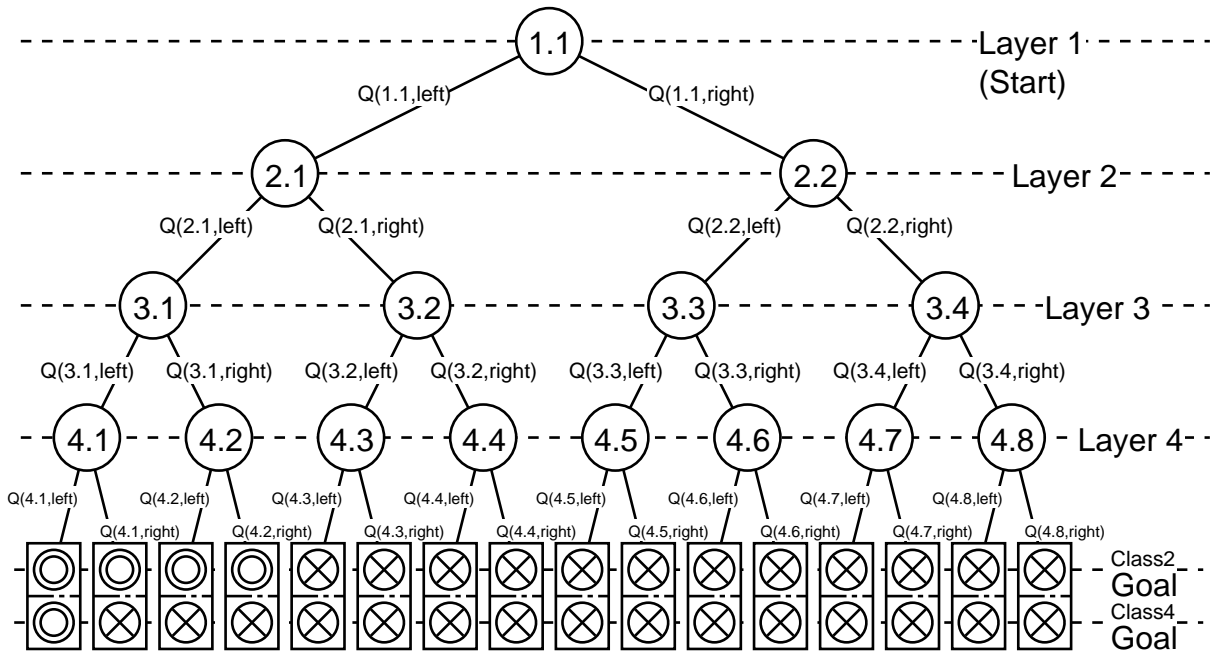 1.1
Layer 1
(Start)
Q(1.1,left)
Q(1.1,right)
2.1
2.2
Layer 2
Q(2.1,left)
Q(2.1,right)
Q(2.2,left)
Q(2.2,right)
3.1
3.2
3.3
3.4
Layer 3
Q(3.1,left)
Q(3.1,right)
Q(3.2,left)
Q(3.2,right)
Q(3.3,left)
Q(3.3,right)
Q(3.4,left)
Q(3.4,right)
4.1
4.2
4.3
4.4
4.5
4.6
4.7
4.8
Layer 4
Q(4.1,left)
Q(4.2,left)
Q(4.3,left)
Q(4.4,left)
Q(4.5,left)
Q(4.6,left)
Q(4.7,left)
Q(4.8,left)
Q(4.1,right)
Q(4.2,right)
Q(4.3,right)
Q(4.4,right)
Q(4.5,right)
Q(4.6,right)
Q(4.7,right)
Q(4.8,right)
Class2
Goal
Class4
Goal